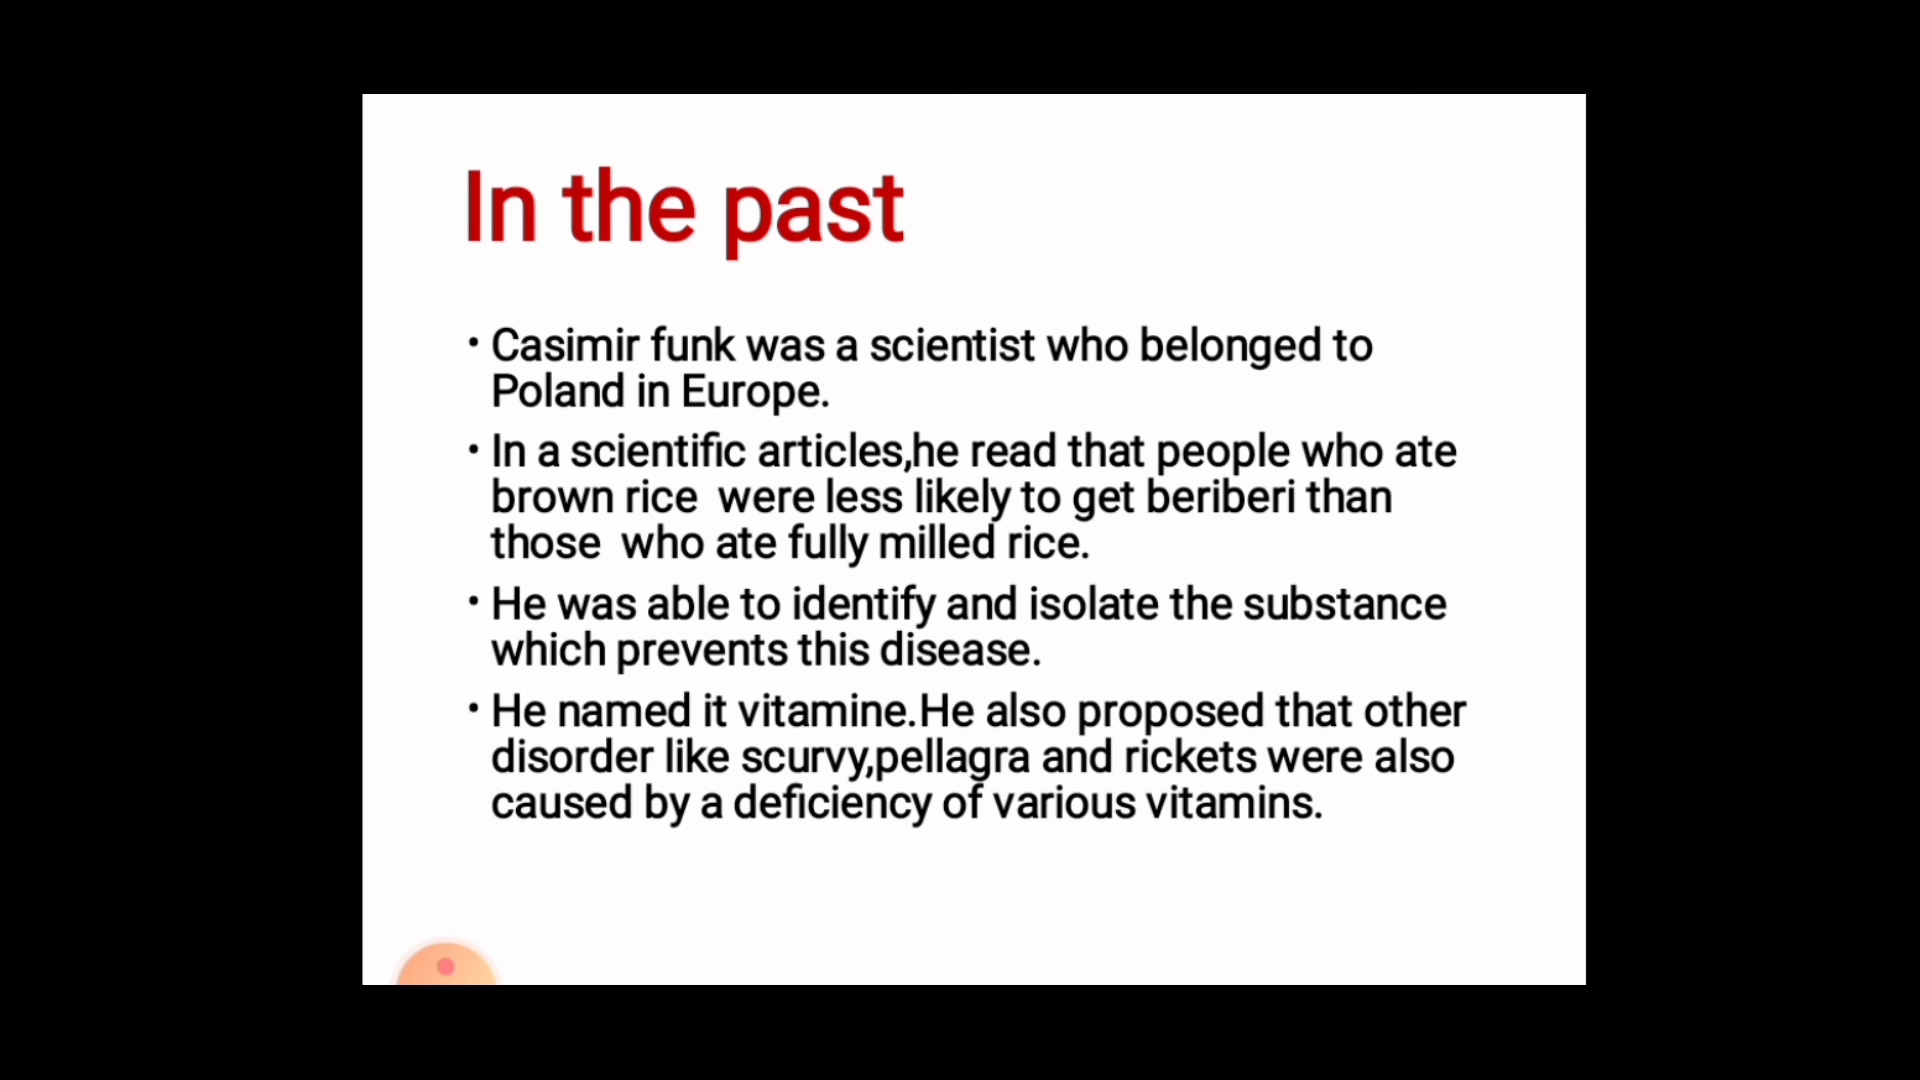 In the past
• Casimir funk was a scientist who belonged to
Poland in Europe.
• In a scientific articles,he read that people who ate
brown rice  were less likely to get beriberi than
those  who ate fully milled rice.
• He was able to identify and isolate the substance
which prevents this disease.
• He named it vitamine.He also proposed that other
disorder like scurvy,pellagra and rickets were also
caused by a deficiency of various vitamins.